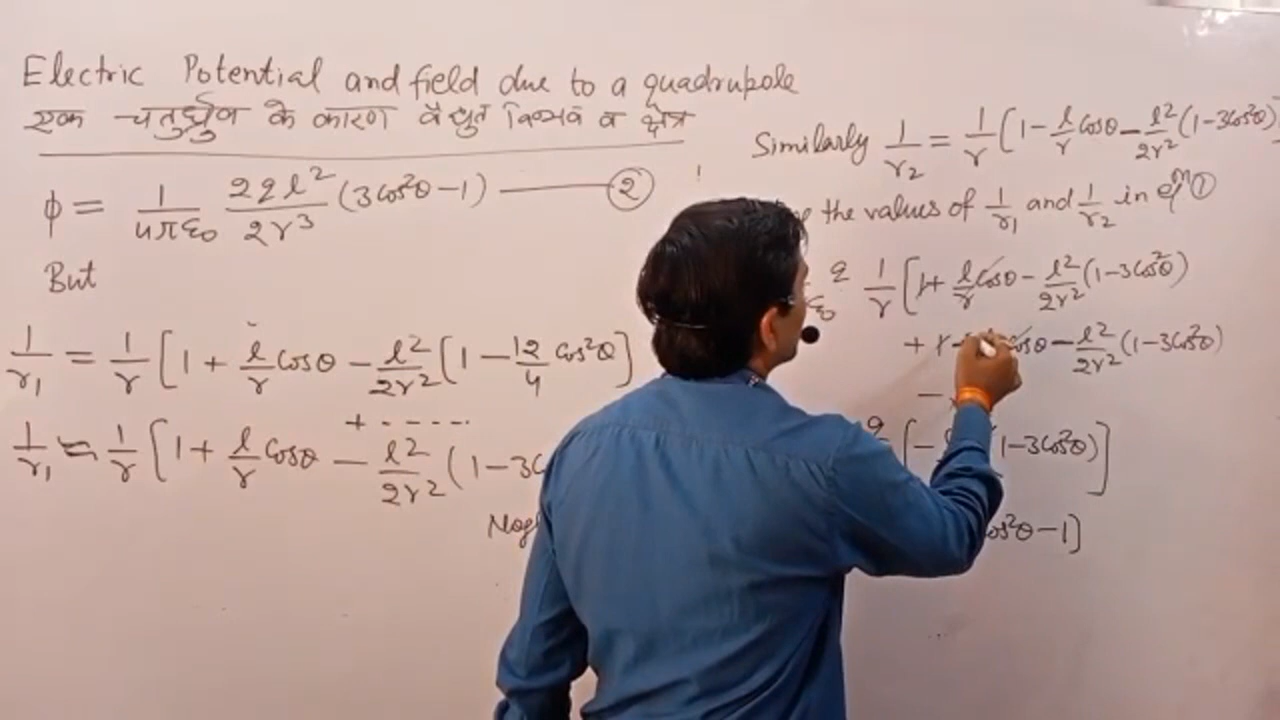 Electric Potential and field due to a quadrupole
एक चतुर्ध्रुव के कारण वैद्युत विभव व क्षेत्र
ϕ = 1/4πε₀ 2ql²/2r³ (3cos²θ-1) —— ②
But
1/r₁ = 1/r [1 + l/r cosθ - l²/2r² (1 - 12/4 cos²θ)
+ - - - - -
1/r₁ ≈ 1/r [1 + l/r cosθ - l²/2r² (1-3c
Similarly 1/r₂ = 1/r [1 - l/r cosθ - l²/2r² (1-3cos²θ)]
the values of 1/r₁ and 1/r₂ in eqⁿ ①
ε₀ q 1/r [1 + l/r cosθ - l²/2r² (1-3cos²θ)
+ 1 - cosθ - l²/2r² (1-3cos²θ)
-
q [- (1-3cos²θ)]
cos²θ-1]